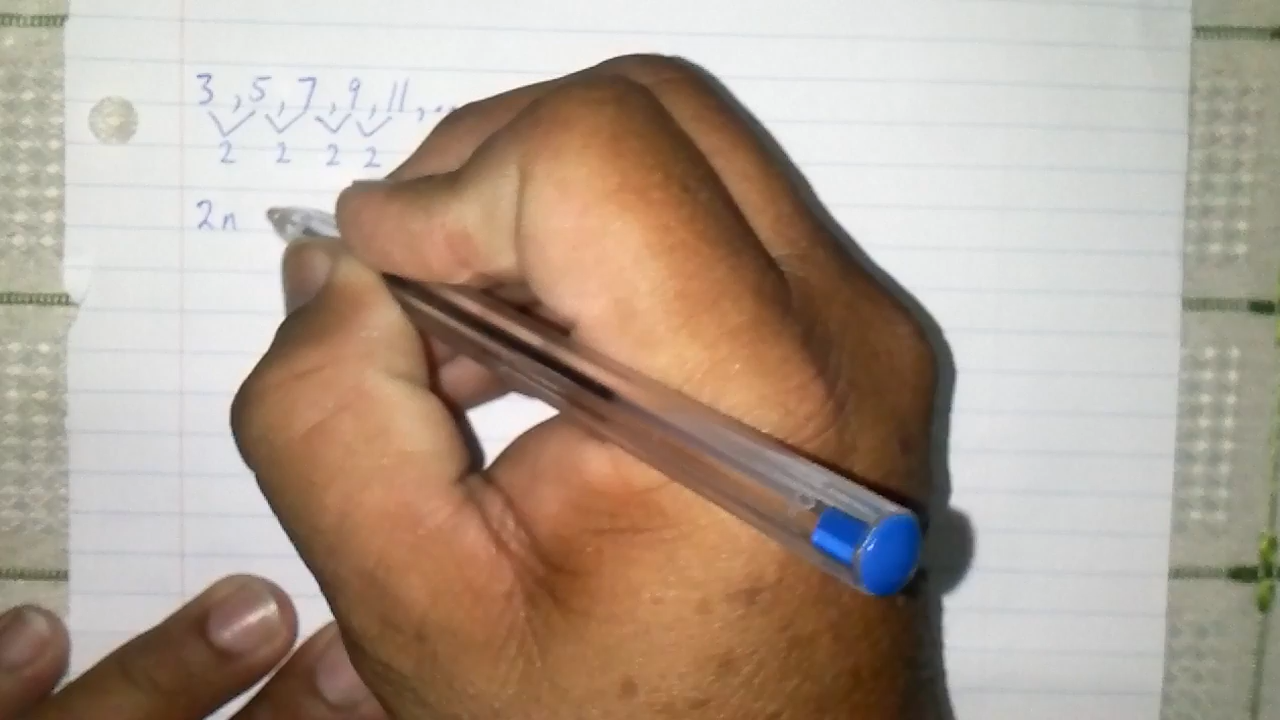 3, 5, 7, 9, 11, ..
2 2 2 2
2n